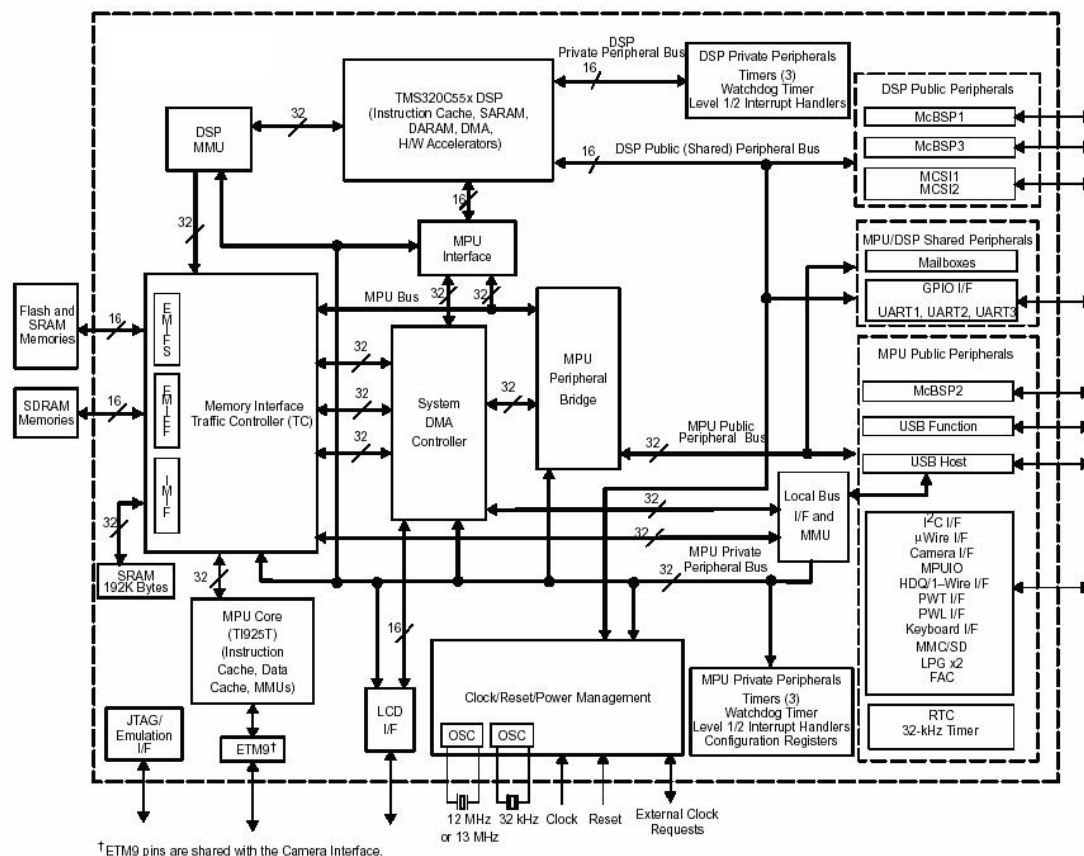 DSP
Private Peripheral Bus
16
DSP Private Peripherals
Timers (3)
Watchdog Timer
Level 1/2 Interrupt Handlers
TMS320C55x DSP
(Instruction Cache, SARAM,
DARAM, DMA,
H/W Accelerators)
DSP
MMU
32
16
DSP Public (Shared) Peripheral Bus
DSP Public Peripherals
McBSP1
McBSP3
MCSI1
MCSI2
16
32
MPU
Interface
MPU/DSP Shared Peripherals
Mailboxes
GPIO I/F
UART1, UART2, UART3
MPU Bus
32
32
Flash and
SRAM
Memories
16
EMIFS
SDRAM
Memories
16
EMIFF
IMIF
Memory Interface
Traffic Controller (TC)
32
32
32
System
DMA
Controller
32
MPU
Peripheral
Bridge
MPU Public
Peripheral Bus
32
MPU Public Peripherals
McBSP2
USB Function
USB Host
32
32
Local Bus
I/F and
MMU
I2C I/F
µWire I/F
Camera I/F
MPUIO
HDQ/1–Wire I/F
PWT I/F
PWL I/F
Keyboard I/F
MMC/SD
LPG x2
FAC
RTC
32-kHz Timer
32
SRAM
192K Bytes
32
MPU Private
Peripheral Bus
32
MPU Core
(TI925T)
(Instruction
Cache, Data
Cache, MMUs)
16
Clock/Reset/Power Management
OSC
OSC
MPU Private Peripherals
Timers (3)
Watchdog Timer
Level 1/2 Interrupt Handlers
Configuration Registers
JTAG/
Emulation
I/F
ETM9†
LCD
I/F
12 MHz
or 13 MHz
32 kHz
Clock
Reset
External Clock
Requests
†ETM9 pins are shared with the Camera Interface.